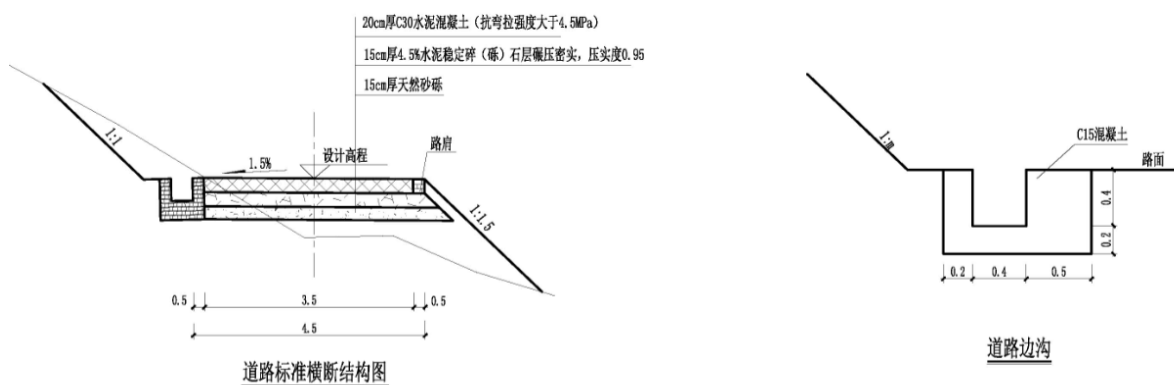 20cm厚C30水泥混凝土（抗弯拉强度大于4.5MPa）
15cm厚4.5%水泥稳定碎（砾）石层碾压密实，压实度0.95
15cm厚天然砂砾
1:1
1.5%
设计高程
路肩
1:1.5
0.5
3.5
0.5
4.5
道路标准横断结构图
1:m
C15混凝土
路面
0.4
0.2
0.2
0.4
0.5
道路边沟